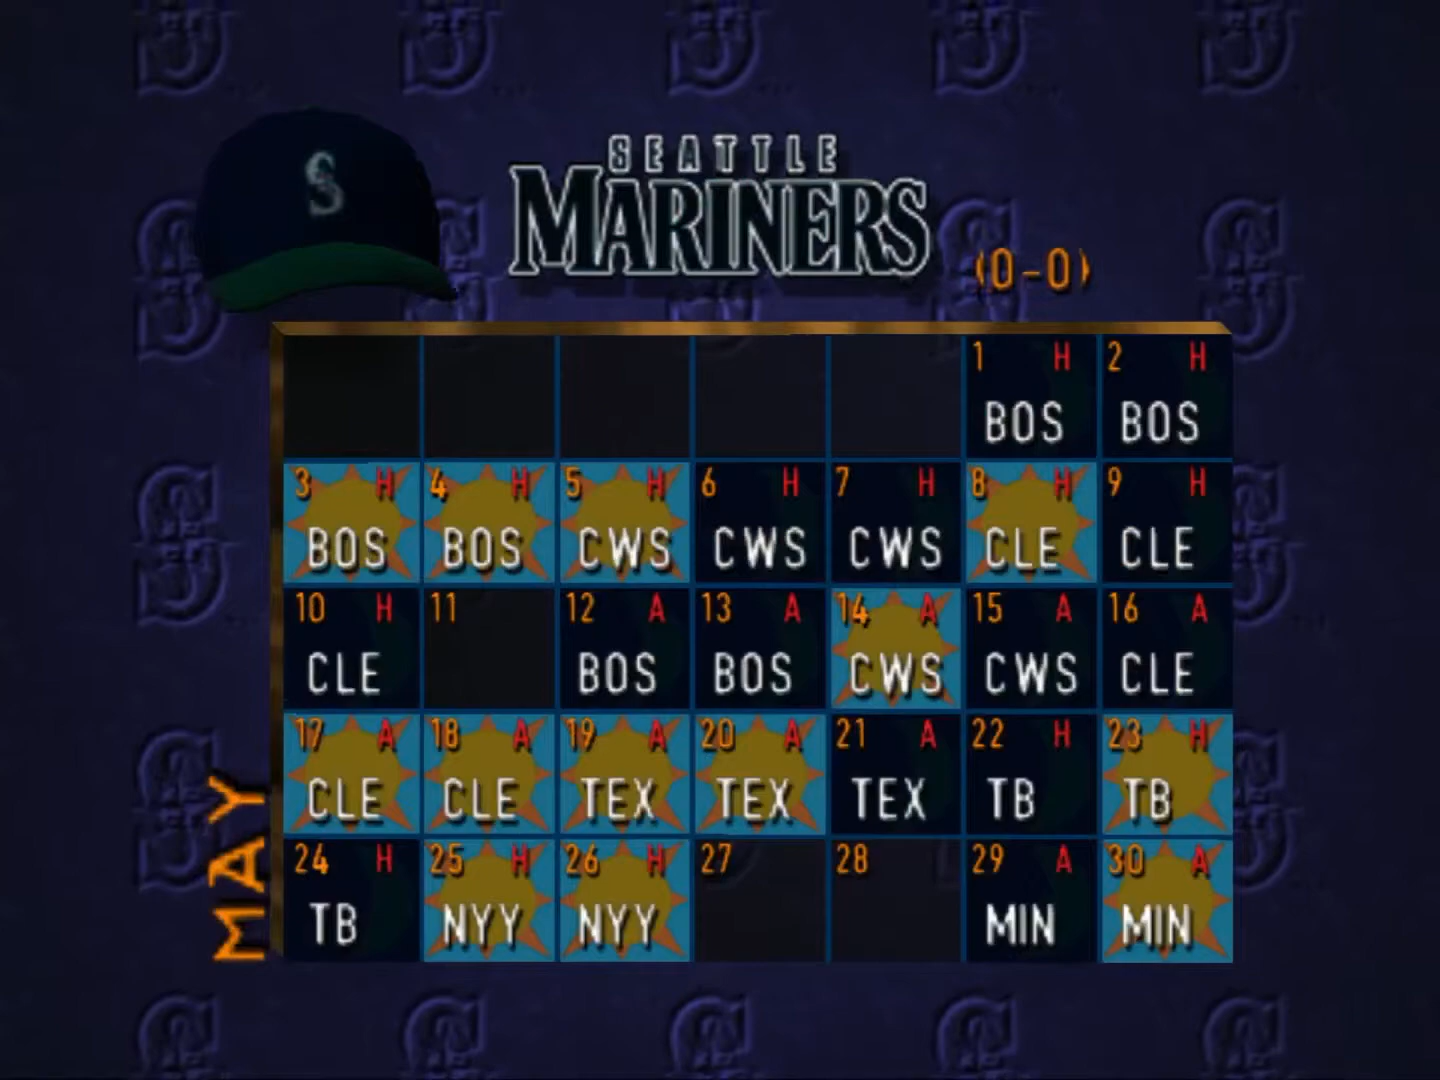 S
SEATTLE
MARINERS
(0-0)
MAY
1 H 2 H
BOS BOS
3 H 4 H 5 H 6 H 7 H 8 H 9 H
BOS BOS CWS CWS CWS CLE CLE
10 H 11 12 A 13 A 14 A 15 A 16 A
CLE BOS BOS CWS CWS CLE
17 A 18 A 19 A 20 A 21 A 22 H 23 H
CLE CLE TEX TEX TEX TB TB
24 H 25 H 26 H 27 28 29 A 30 A
TB NYY NYY MIN MIN